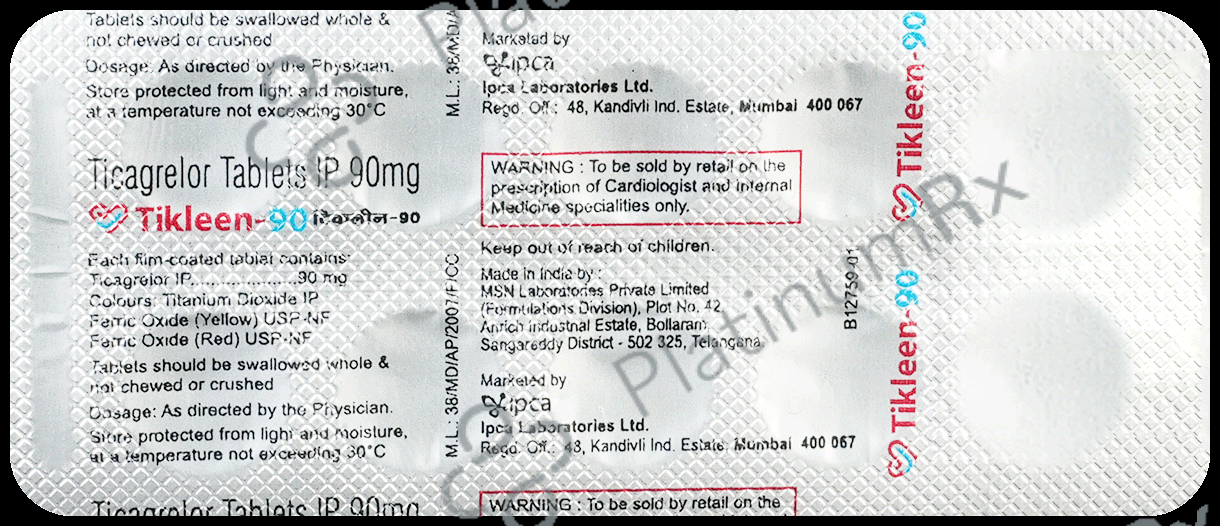 Tablets should be swallowed whole &
not chewed or crushed
Dosage: As directed by the Physician.
Store protected from light and moisture,
at a temperature not exceeding 30°C
Ticagrelor Tablets IP 90mg
Tikleen-90 टिकलीन-90
Each film-coated tablet contains:
Ticagrelor IP.....................90 mg
Colours: Titanium Dioxide IP
Ferric Oxide (Yellow) USP-NF
Ferric Oxide (Red) USP-NF
Tablets should be swallowed whole &
not chewed or crushed
Dosage: As directed by the Physician.
Store protected from light and moisture,
at a temperature not exceeding 30°C
Ticagrelor Tablets IP 90mg
M.L.: 38/MD/A
M.L.: 38/MD/AP/2007/F/CC
Marketed by
ipca
Ipca Laboratories Ltd.
Regd. Off.: 48, Kandivli Ind. Estate, Mumbai 400 067
WARNING : To be sold by retail on the
prescription of Cardiologist and Internal
Medicine specialities only.
Keep out of reach of children.
Made in India by :
MSN Laboratories Private Limited
(Formulations Division), Plot No. 42,
Anrich Industrial Estate, Bollaram,
Sangareddy District - 502 325, Telangana.
Marketed by
ipca
Ipca Laboratories Ltd.
Regd. Off.: 48, Kandivli Ind. Estate, Mumbai 400 067
WARNING : To be sold by retail on the
B12759-01
Tikleen-90
Tikleen-90
PlatinumRx
Platinum